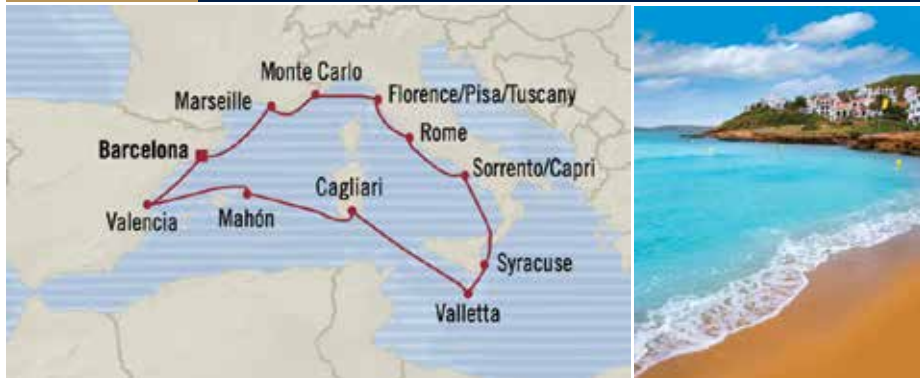 Monte Carlo
Marseille
Florence/Pisa/Tuscany
Barcelona
Rome
Sorrento/Capri
Cagliari
Valencia
Mahón
Syracuse
Valletta